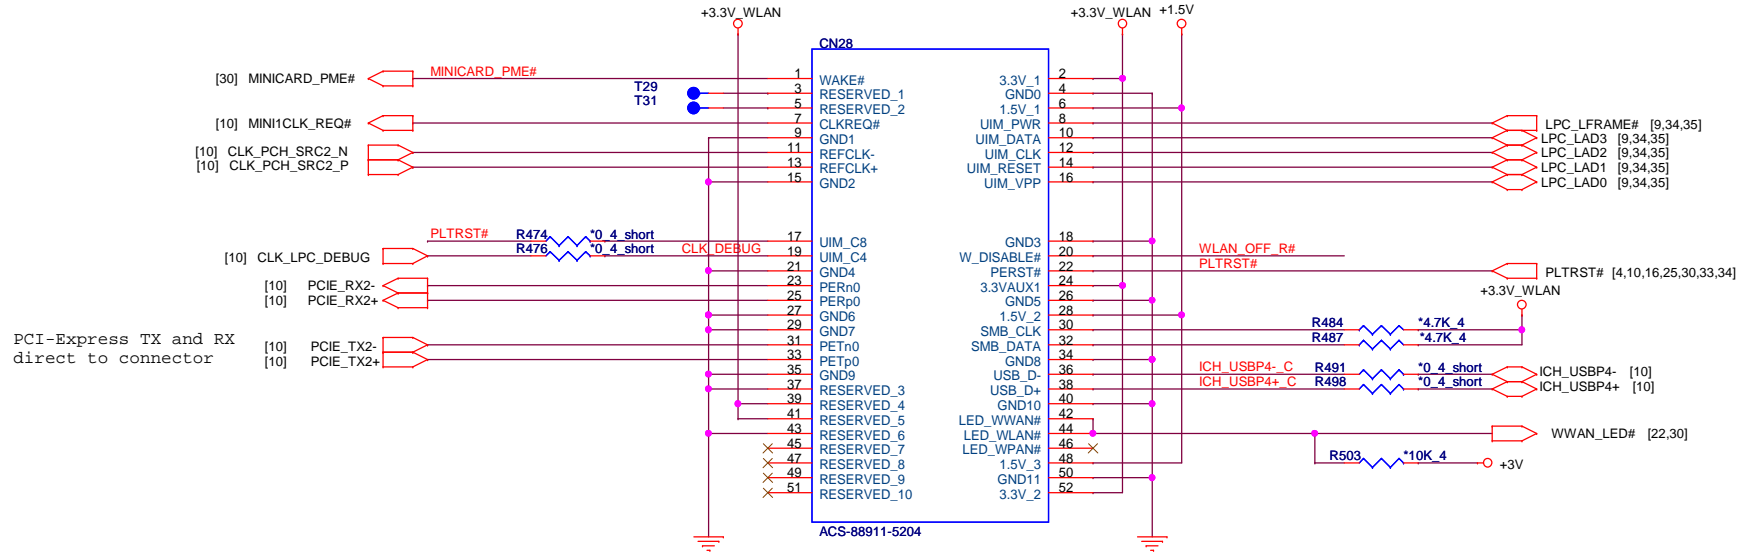 +3.3V_WLAN
+3.3V_WLAN
+1.5V
CN28
[30] MINICARD_PME#
MINICARD_PME#
1 WAKE#
3.3V_1 2
T29
3 RESERVED_1
GND0 4
T31
5 RESERVED_2
1.5V_1 6
[10] MINI1CLK_REQ#
7 CLKREQ#
UIM_PWR 8
LPC_LFRAME# [9,34,35]
9 GND1
UIM_DATA 10
LPC_LAD3 [9,34,35]
[10] CLK_PCH_SRC2_N
11 REFCLK-
UIM_CLK 12
LPC_LAD2 [9,34,35]
[10] CLK_PCH_SRC2_P
13 REFCLK+
UIM_RESET 14
LPC_LAD1 [9,34,35]
15 GND2
UIM_VPP 16
LPC_LAD0 [9,34,35]
PLTRST# R474 *0_4_short
17 UIM_C8
GND3 18
[10] CLK_LPC_DEBUG
R476 *0_4_short CLK_DEBUG
19 UIM_C4
W_DISABLE# 20
WLAN_OFF_R#
21 GND4
PERST# 22
PLTRST#
PLTRST# [4,10,16,25,30,33,34]
[10] PCIE_RX2-
23 PERn0
3.3VAUX1 24
+3.3V_WLAN
[10] PCIE_RX2+
25 PERp0
GND5 26
27 GND6
1.5V_2 28
29 GND7
SMB_CLK 30
R484 *4.7K_4
PCI-Express TX and RX
direct to connector
[10] PCIE_TX2-
31 PETn0
SMB_DATA 32
R487 *4.7K_4
[10] PCIE_TX2+
33 PETp0
GND8 34
35 GND9
USB_D- 36
ICH_USBP4-_C R491 *0_4_short
ICH_USBP4- [10]
37 RESERVED_3
USB_D+ 38
ICH_USBP4+_C R498 *0_4_short
ICH_USBP4+ [10]
39 RESERVED_4
GND10 40
41 RESERVED_5
LED_WWAN# 42
43 RESERVED_6
LED_WLAN# 44
WWAN_LED# [22,30]
45 RESERVED_7
LED_WPAN# 46
47 RESERVED_8
1.5V_3 48
R503 *10K_4
+3V
49 RESERVED_9
GND11 50
51 RESERVED_10
3.3V_2 52
ACS-88911-5204